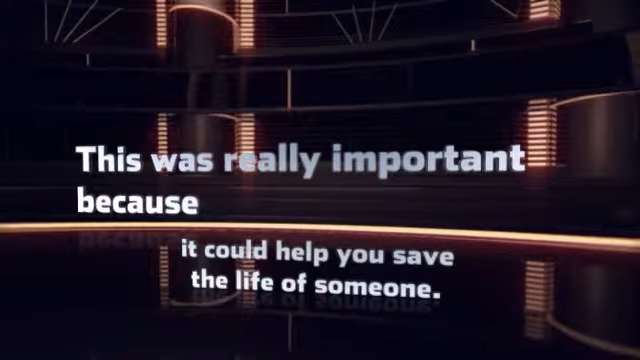 This was really important
because
it could help you save
the life of someone.